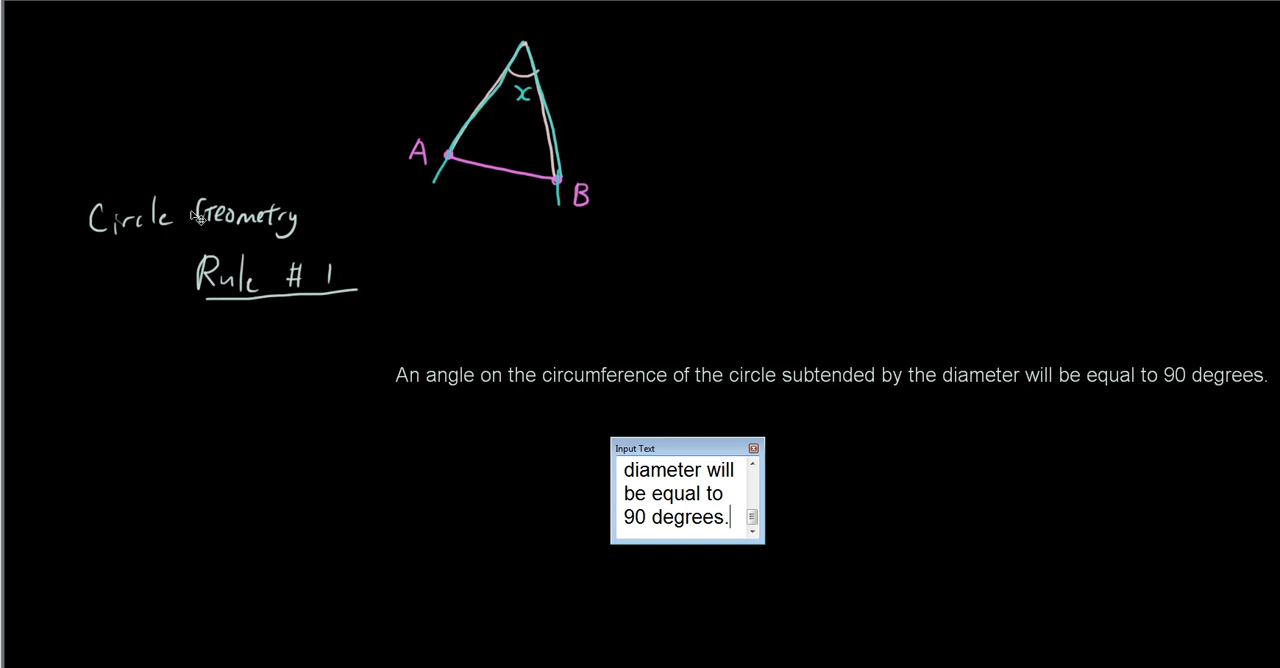 x
A
B
Circle Geometry
Rule # 1
An angle on the circumference of the circle subtended by the diameter will be equal to 90 degrees.
Input Text
diameter will
be equal to
90 degrees.